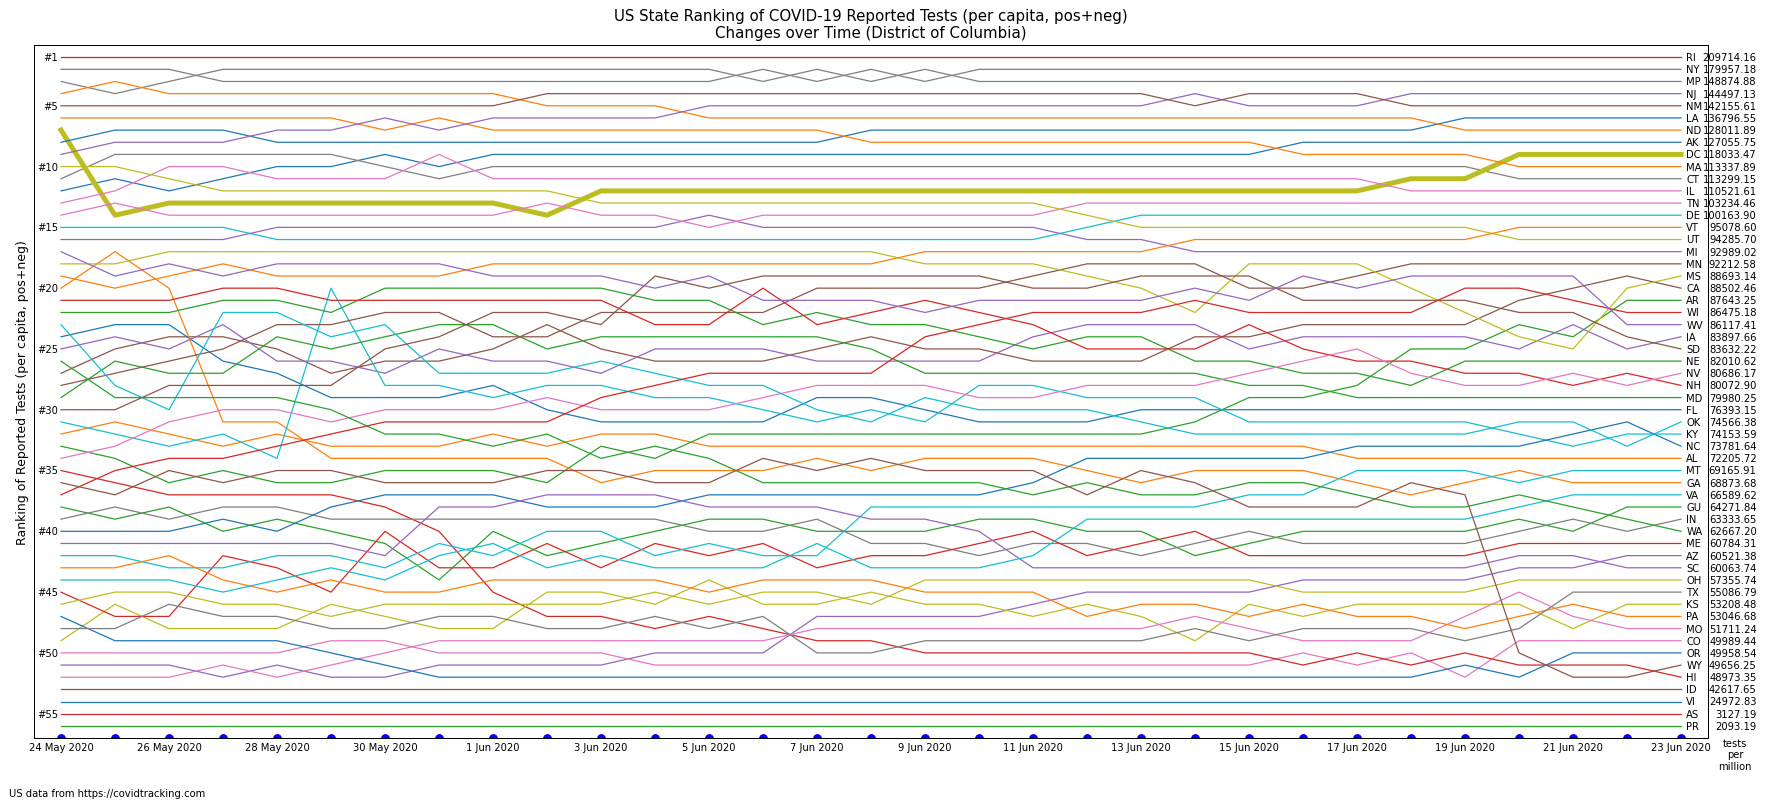 US State Ranking of COVID-19 Reported Tests (per capita, pos+neg)
Changes over Time (District of Columbia)
Ranking of Reported Tests (per capita, pos+neg)
#1
#5
#10
#15
#20
#25
#30
#35
#40
#45
#50
#55
RI 209714.16
NY 179957.18
MP 148874.88
NJ 144497.13
NM 142155.61
LA 136796.55
ND 128011.89
AK 127055.75
DC 118033.47
MA 113337.89
CT 113299.15
IL 110521.61
TN 103234.46
DE 100163.90
VT 95078.60
UT 94285.70
MI 92989.02
MN 92212.58
MS 88693.14
CA 88502.46
AR 87643.25
WI 86475.18
WV 86117.41
IA 83897.66
SD 83632.22
NE 82010.62
NV 80686.17
NH 80072.90
MD 79980.25
FL 76393.15
OK 74566.38
KY 74153.59
NC 73781.64
AL 72205.72
MT 69165.91
GA 68873.68
VA 66589.62
GU 64271.84
IN 63333.65
WA 62667.20
ME 60784.31
AZ 60521.38
SC 60063.74
OH 57355.74
TX 55086.79
KS 53208.48
PA 53046.68
MO 51711.24
CO 49989.44
OR 49958.54
WY 49656.25
HI 48973.35
ID 42617.65
VI 24972.83
AS 3127.19
PR 2093.19
24 May 2020 26 May 2020 28 May 2020 30 May 2020 1 Jun 2020 3 Jun 2020 5 Jun 2020 7 Jun 2020 9 Jun 2020 11 Jun 2020 13 Jun 2020 15 Jun 2020 17 Jun 2020 19 Jun 2020 21 Jun 2020 23 Jun 2020
tests
per
million
US data from https://covidtracking.com